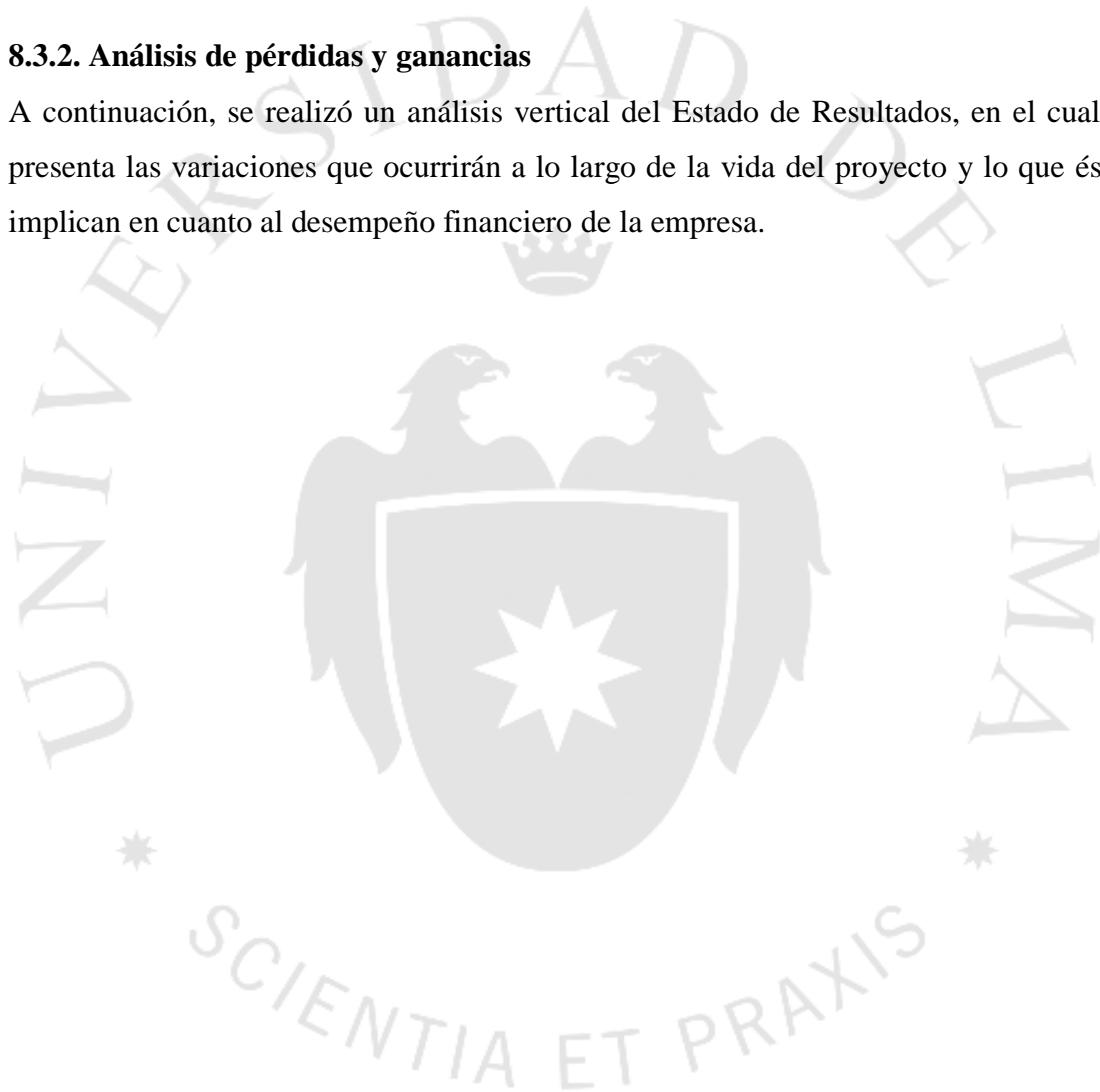 8.3.2. Análisis de pérdidas y ganancias
A continuación, se realizó un análisis vertical del Estado de Resultados, en el cual
presenta las variaciones que ocurrirán a lo largo de la vida del proyecto y lo que és
implican en cuanto al desempeño financiero de la empresa.
UNIVERSIDAD DE LIMA
SCIENTIA ET PRAXIS